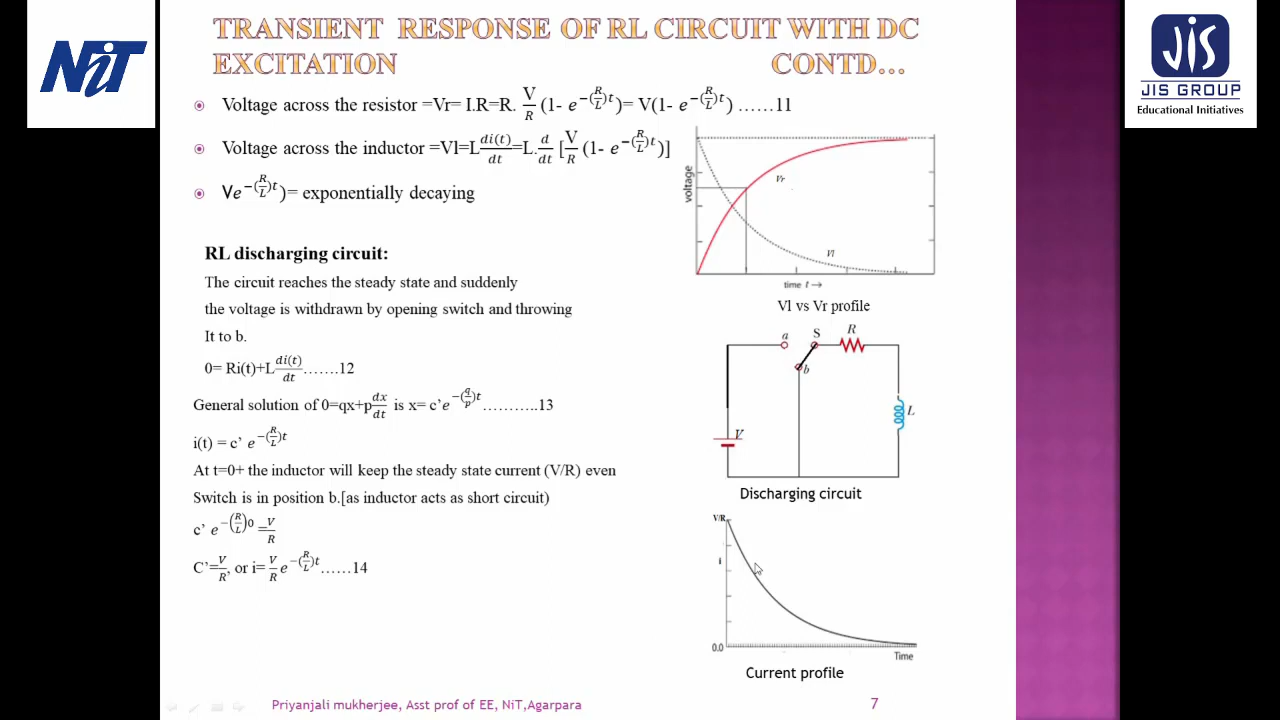 NiT
TRANSIENT RESPONSE OF RL CIRCUIT WITH DC
EXCITATION CONTD…
JIS
JIS GROUP
Educational Initiatives
Voltage across the resistor =Vr= I.R=R. V/R (1- e^−(R/L)t)= V(1- e^−(R/L)t) ……11
Voltage across the inductor =Vl=L di(t)/dt =L. d/dt [V/R (1- e^−(R/L)t)]
Ve^−(R/L)t)= exponentially decaying
voltage
Vr
Vl
time t →
Vl vs Vr profile
RL discharging circuit:
The circuit reaches the steady state and suddenly
the voltage is withdrawn by opening switch and throwing
It to b.
0= Ri(t)+L di(t)/dt …….12
General solution of 0=qx+p dx/dt is x= c’e^−(q/p)t ………..13
i(t) = c’ e^−(R/L)t
At t=0+ the inductor will keep the steady state current (V/R) even
Switch is in position b.[as inductor acts as short circuit)
c’ e^−(R/L)0 = V/R
C’= V/R, or i= V/R e^−(R/L)t ……14
a S R
b
L
V
Discharging circuit
V/R
i
0.0
Time
Current profile
Priyanjali mukherjee, Asst prof of EE, NiT,Agarpara 7